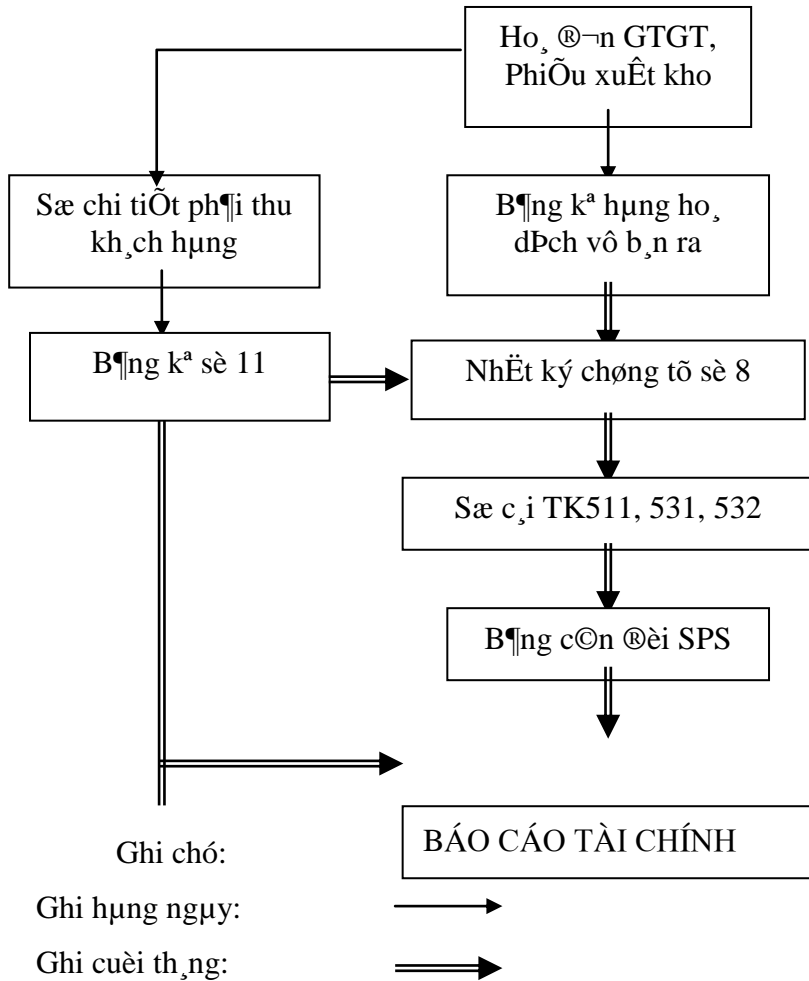 Ho¸ ®¬n GTGT,
PhiÕu xuÊt kho
Sæ chi tiÕt ph¶i thu
kh¸ch hµng
B¶ng kª hµng ho¸
dÞch vô b¸n ra
B¶ng kª sè 11
NhËt ký chøng tõ sè 8
Sæ c¸i TK511, 531, 532
B¶ng c©n ®èi SPS
BÁO CÁO TÀI CHÍNH
Ghi chó:
Ghi hµng ngµy:
Ghi cuèi th¸ng: